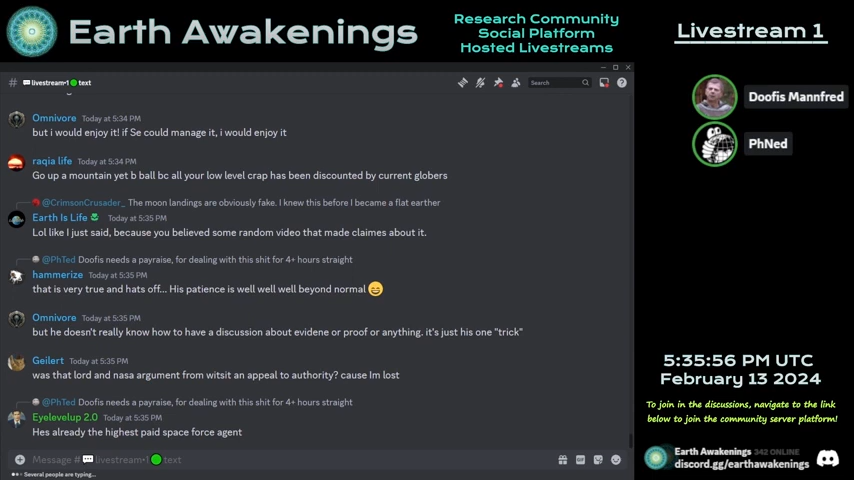 Earth Awakenings
Research Community
Social Platform
Hosted Livestreams
Livestream 1
# livestream-1 text
Search
Omnivore Today at 5:34 PM
but i would enjoy it! if Se could manage it, i would enjoy it
raqia life Today at 5:34 PM
Go up a mountain yet b ball bc all your low level crap has been discounted by current globers
@CrimsonCrusader_ The moon landings are obviously fake. I knew this before I became a flat earther
Earth Is Life Today at 5:35 PM
Lol like I just said, because you believed some random video that made claimes about it.
@PhTed Doofis needs a payraise, for dealing with this shit for 4+ hours straight
hammerize Today at 5:35 PM
that is very true and hats off... His patience is well well well beyond normal 😄
Omnivore Today at 5:35 PM
but he doesn't really know how to have a discussion about evidene or proof or anything. it's just his one "trick"
Geilert Today at 5:35 PM
was that lord and nasa argument from witsit an appeal to authority? cause Im lost
@PhTed Doofis needs a payraise, for dealing with this shit for 4+ hours straight
Eyelevelup 2.0 Today at 5:35 PM
Hes already the highest paid space force agent
Message # livestream-1 text
GIF
Several people are typing...
Doofis Mannfred
PhNed
5:35:56 PM UTC
February 13 2024
To join in the discussions, navigate to the link
below to join the community server platform!
Earth Awakenings 342 ONLINE
discord.gg/earthawakenings